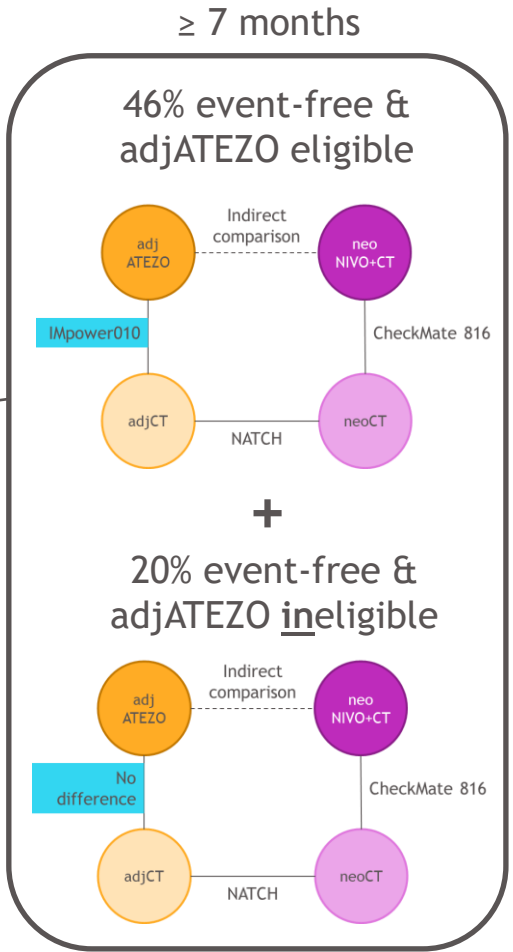 ≥ 7 months
46% event-free &
adjATEZO eligible
Indirect
comparison
adj
ATEZO
neo
NIVO+CT
IMpower010
CheckMate 816
adjCT
neoCT
NATCH
+
20% event-free &
adjATEZO ineligible
Indirect
comparison
adj
ATEZO
neo
NIVO+CT
No
difference
CheckMate 816
adjCT
neoCT
NATCH